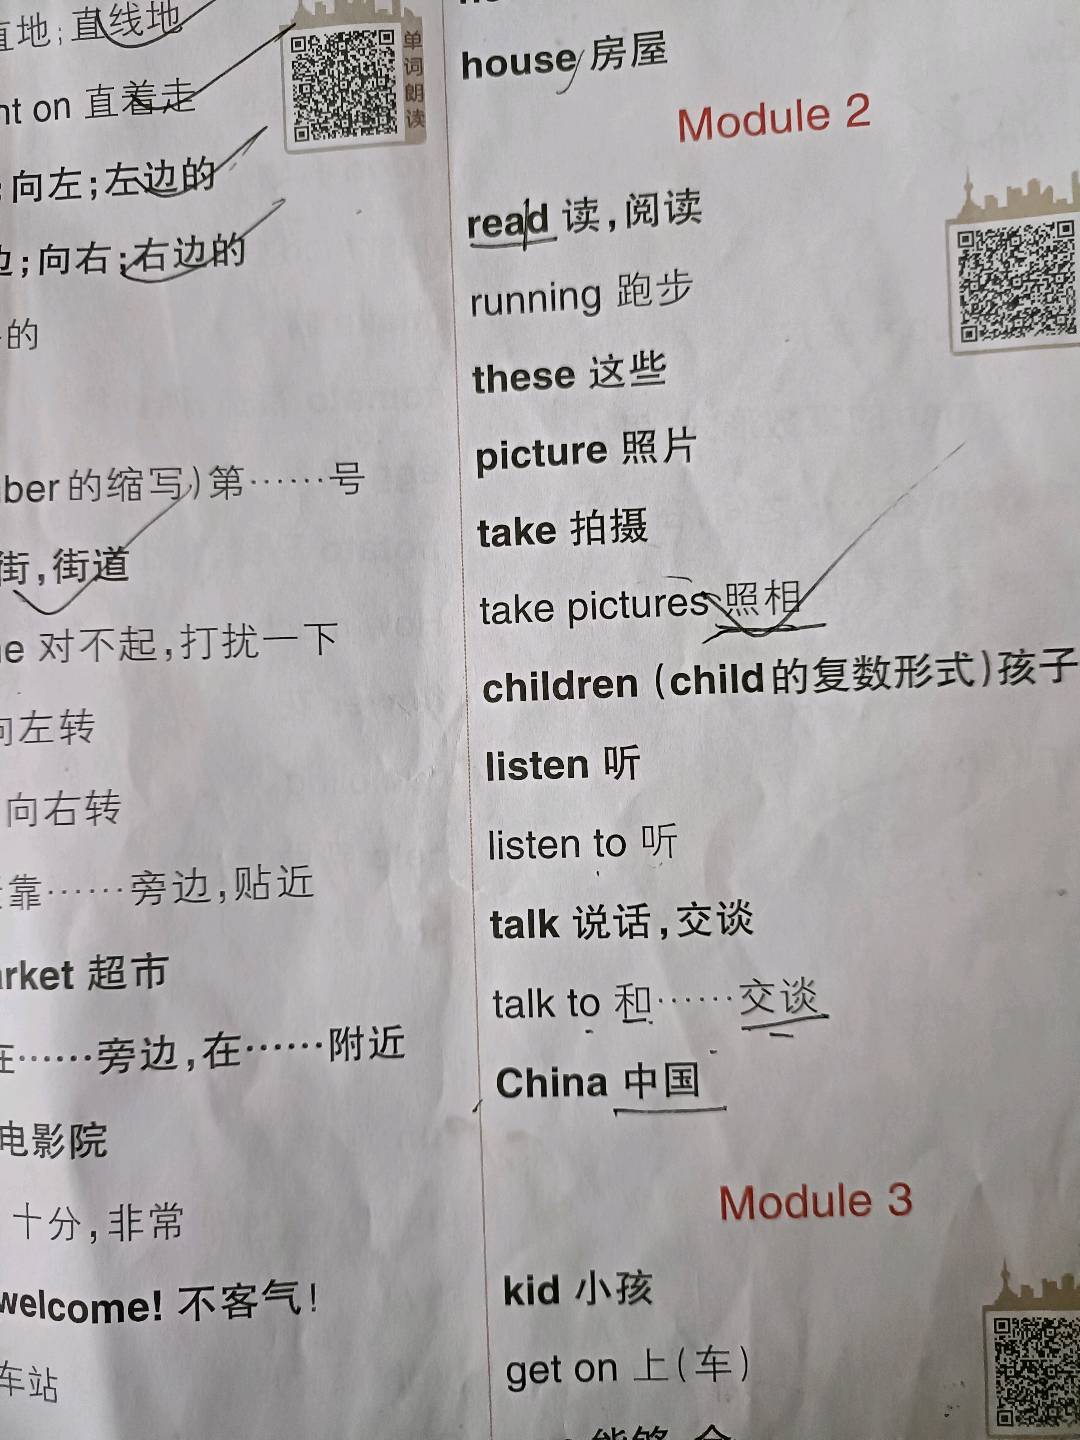 直地；直线地
on 直着走
；向左；左边的
；向右；右边的
的
的缩写）第……号
街，街道
对不起，打扰一下
左转
向右转
靠……旁边，贴近
超市
……旁边，在……附近
电影院
十分，非常
welcome! 不客气！
车站
单词朗读
house 房屋
Module 2
read 读，阅读
running 跑步
these 这些
picture 照片
take 拍摄
take pictures 照相
children （child的复数形式）孩子
listen 听
listen to 听
talk 说话，交谈
talk to 和……交谈
China 中国
Module 3
kid 小孩
get on 上（车）